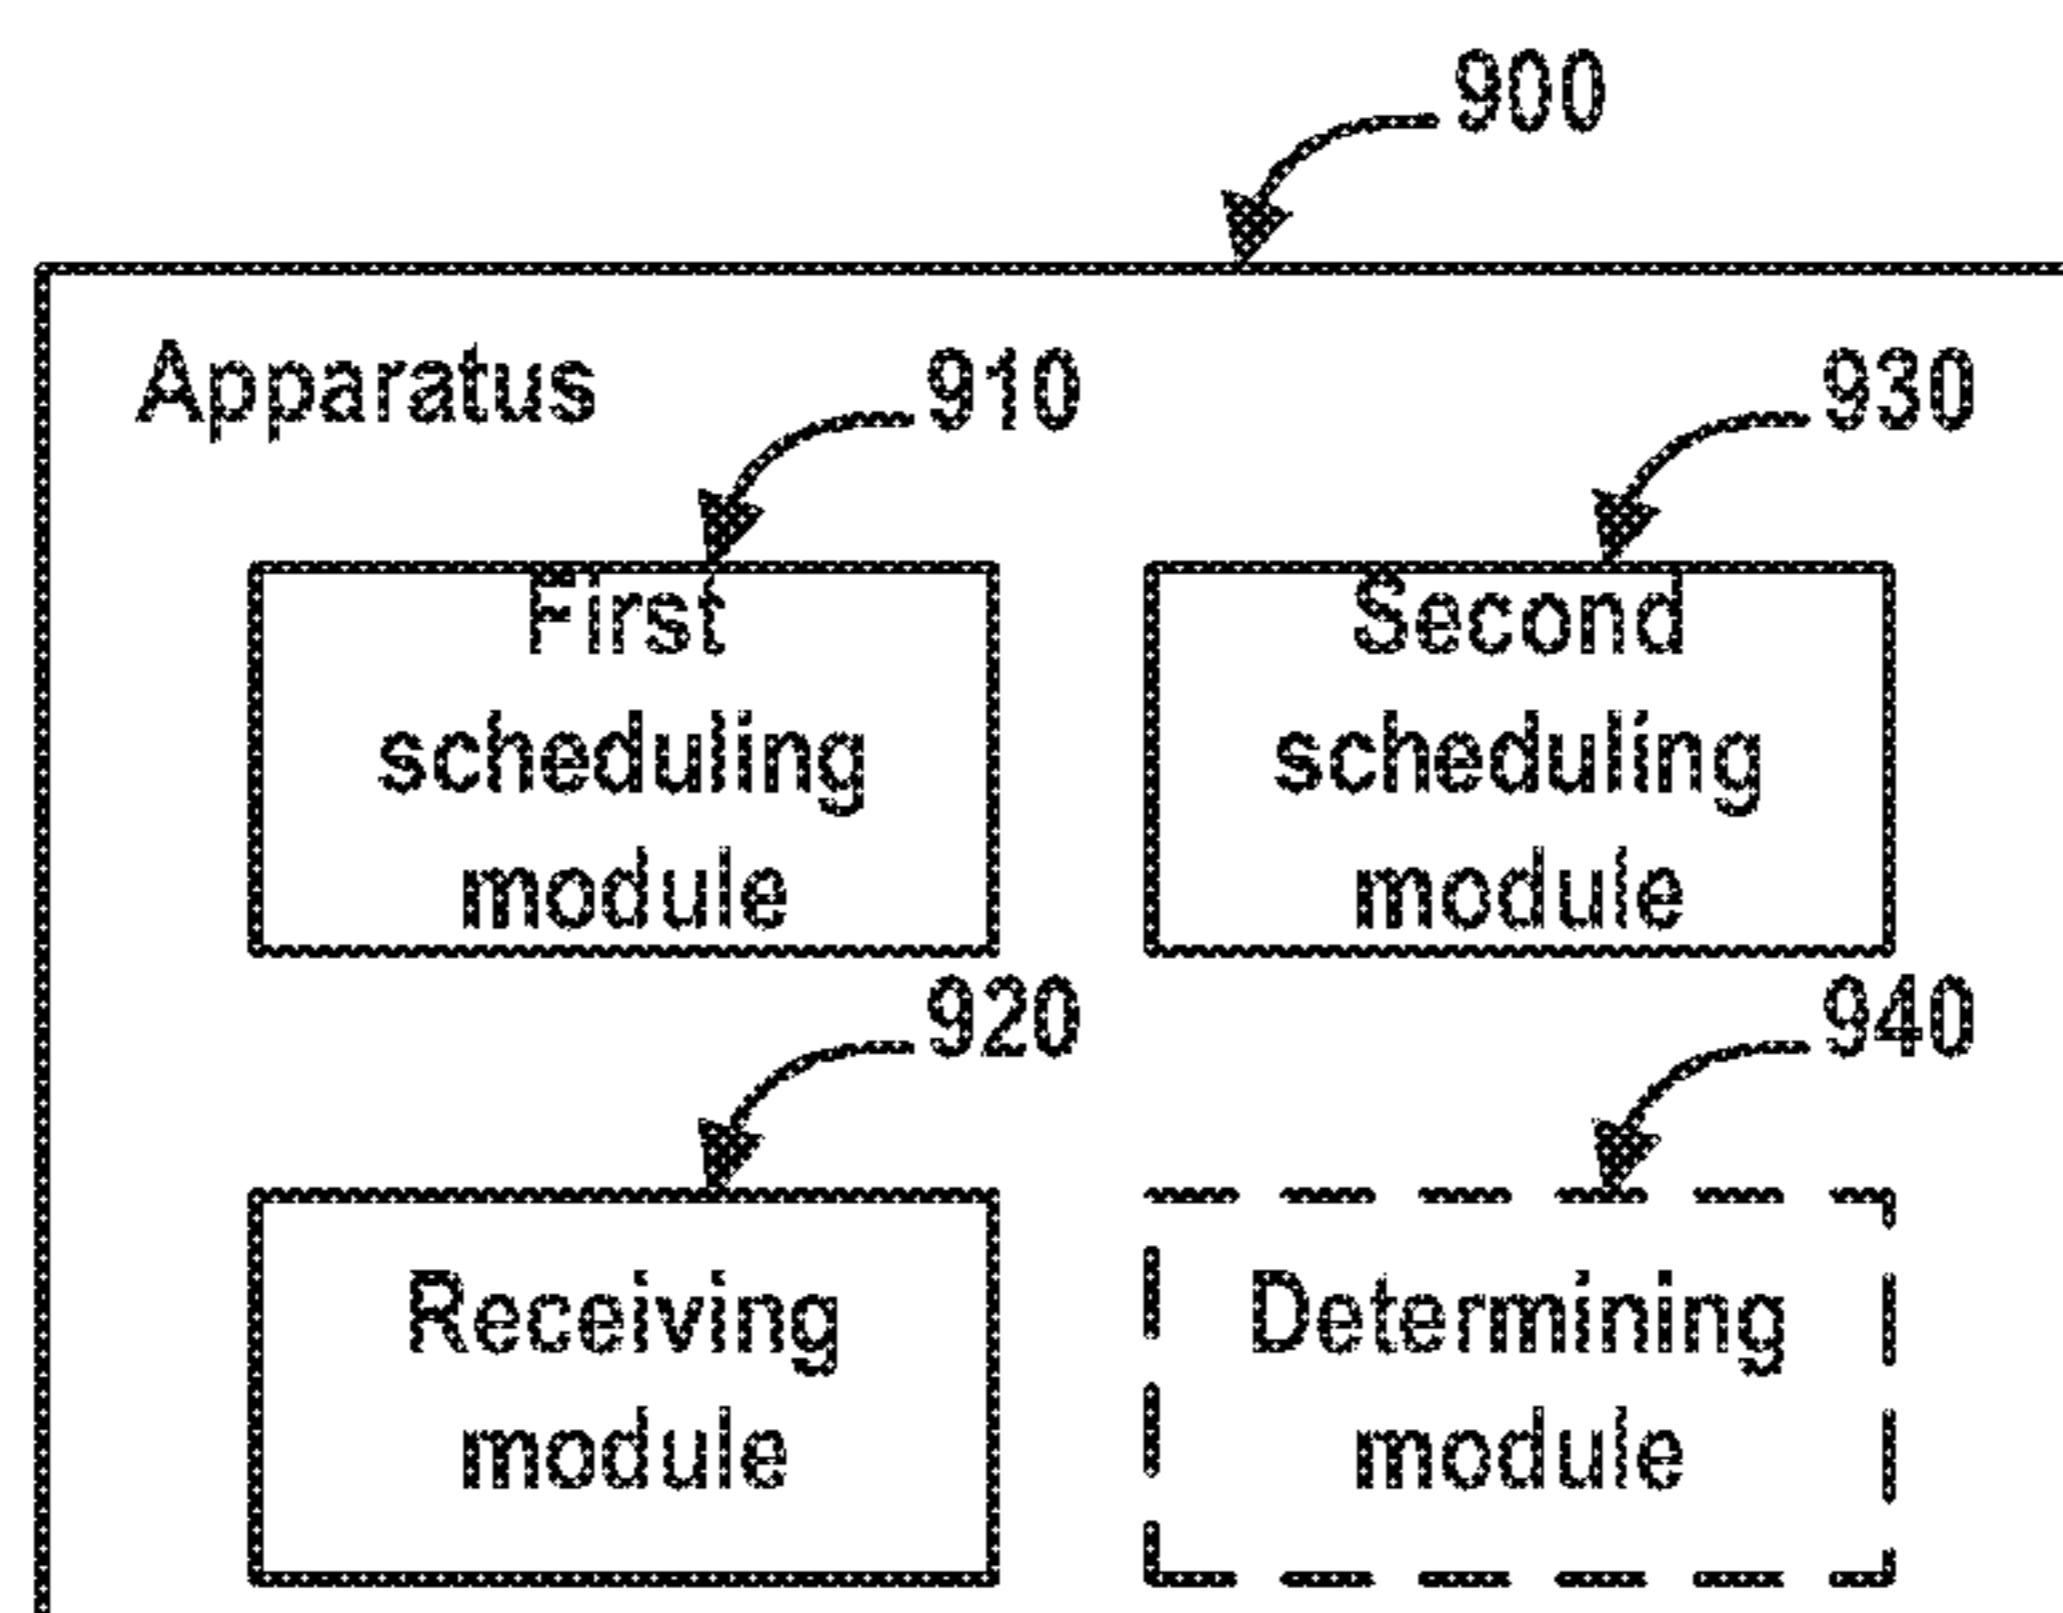 900
Apparatus
910
930
First
scheduling
module
Second
scheduling
module
920
940
Receiving
module
Determining
module